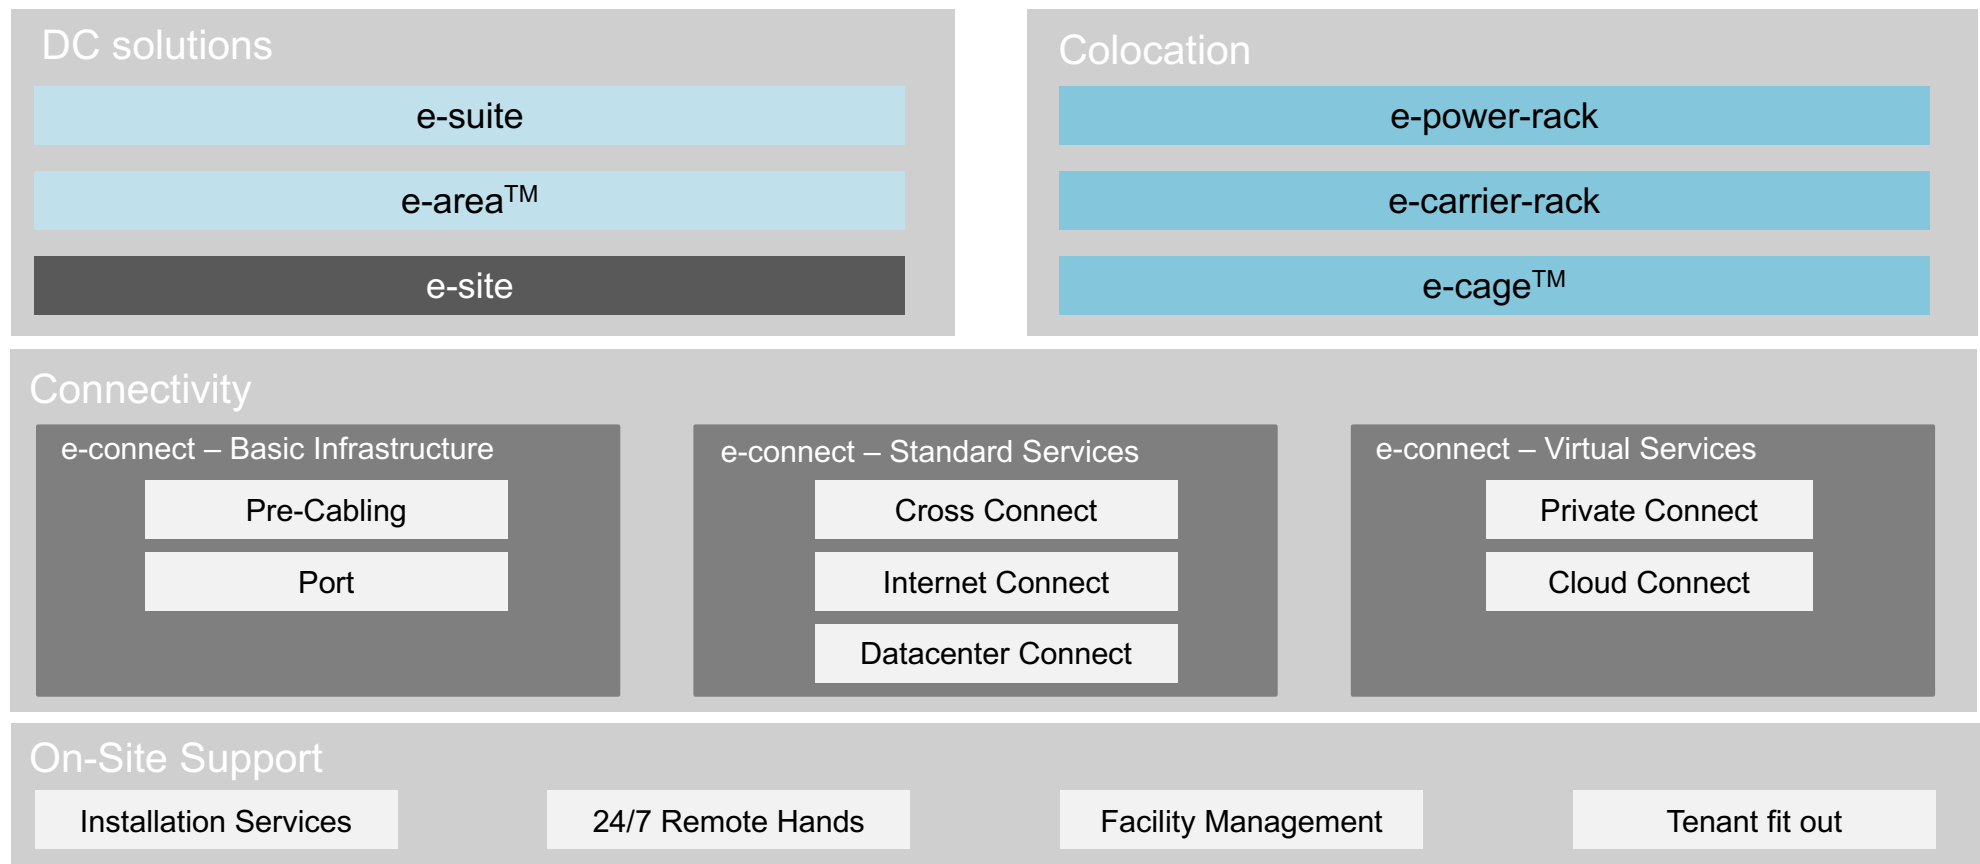 DC solutions
e-suite
e-area™
e-site
Colocation
e-power-rack
e-carrier-rack
e-cage™
Connectivity
e-connect – Basic Infrastructure
Pre-Cabling
Port
e-connect – Standard Services
Cross Connect
Internet Connect
Datacenter Connect
e-connect – Virtual Services
Private Connect
Cloud Connect
On-Site Support
Installation Services
24/7 Remote Hands
Facility Management
Tenant fit out